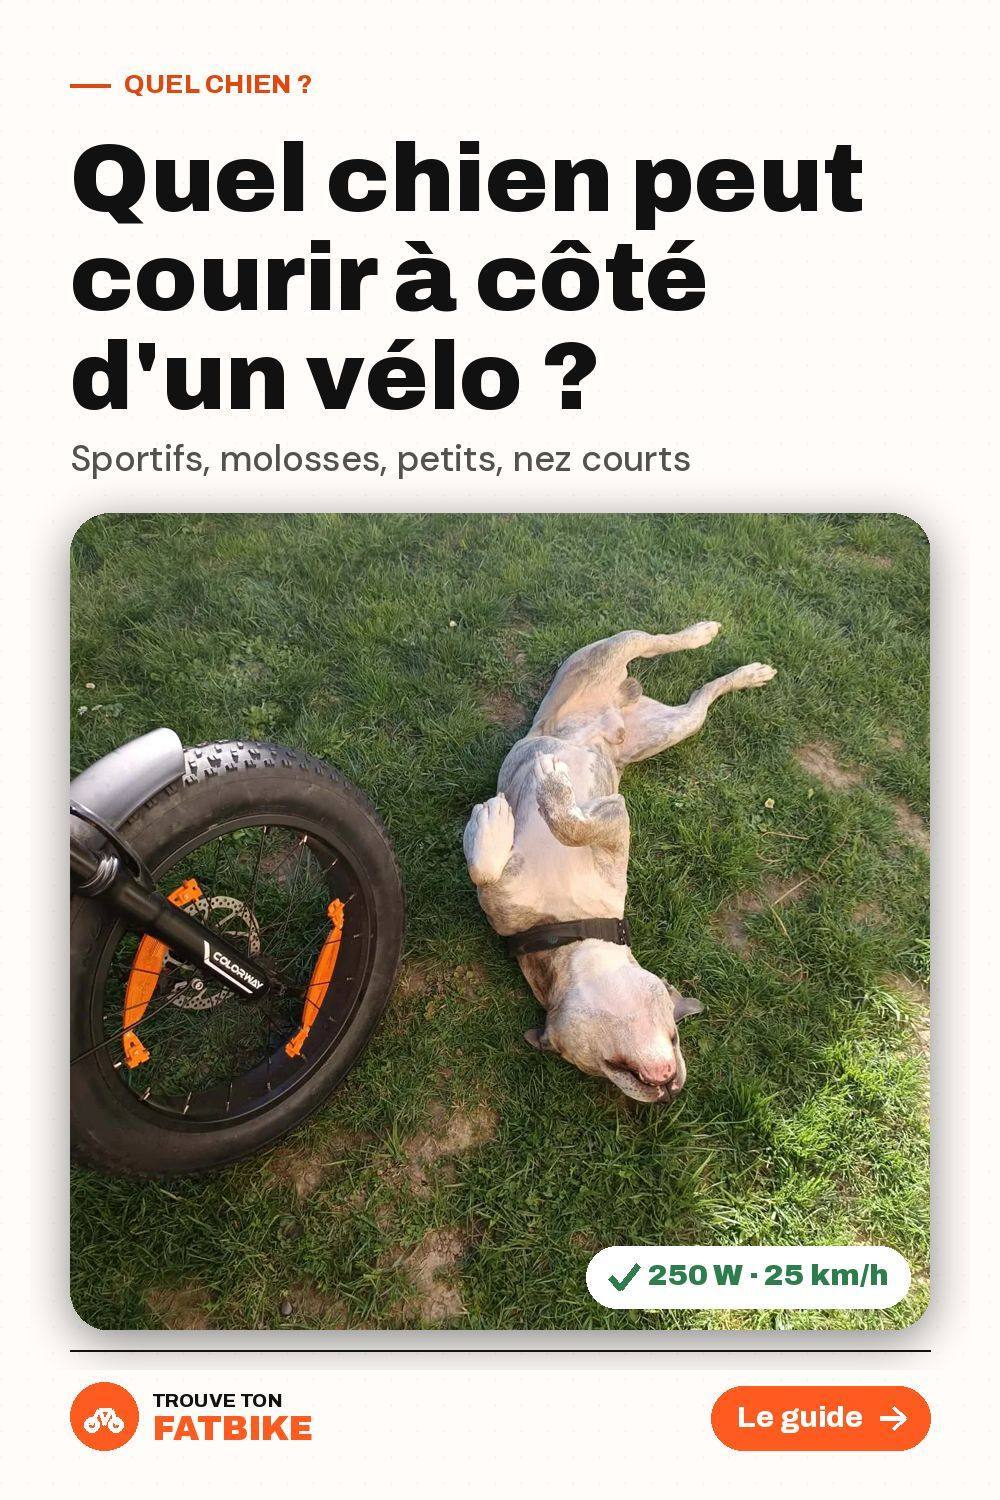 QUEL CHIEN ?
Quel chien peut
courir à côté
d'un vélo ?
Sportifs, molosses, petits, nez courts
COLORWAY
250 W · 25 km/h
TROUVE TON
FATBIKE
Le guide →